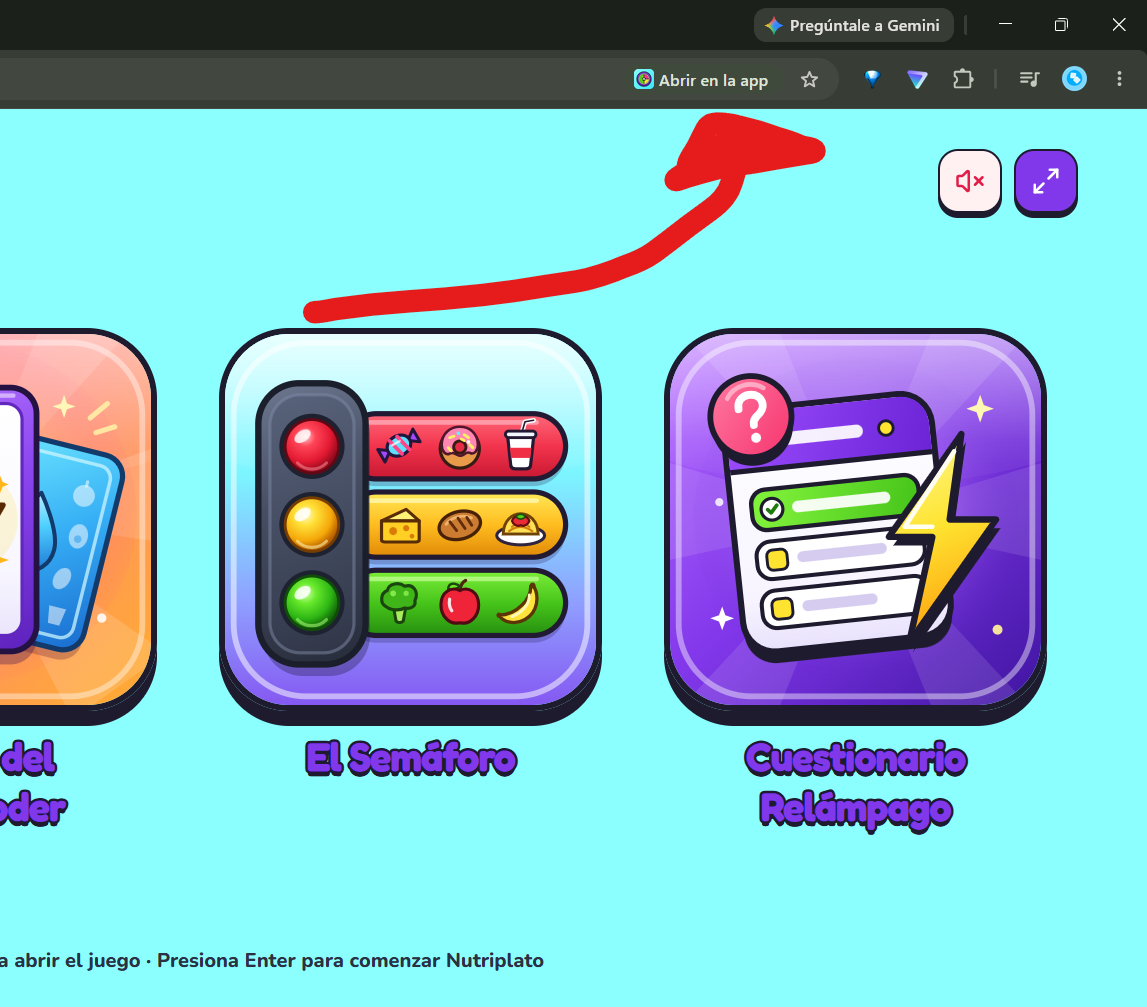 Pregúntale a Gemini
Abrir en la app
?
del
El Semáforo
Cuestionario
Relámpago
abrir el juego · Presiona Enter para comenzar Nutriplato